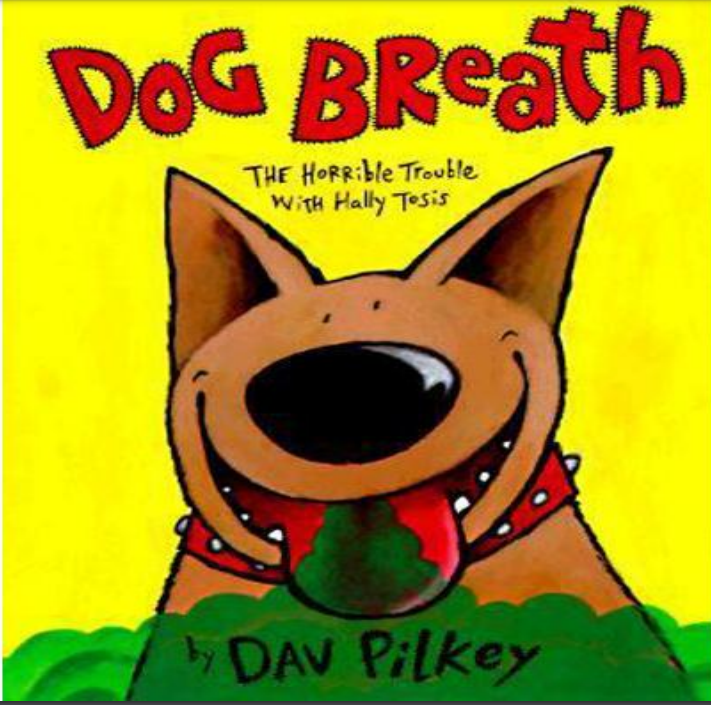 DOG BReath
THE HoRRible Trouble
With Hally Tosis
by DAV PilKey